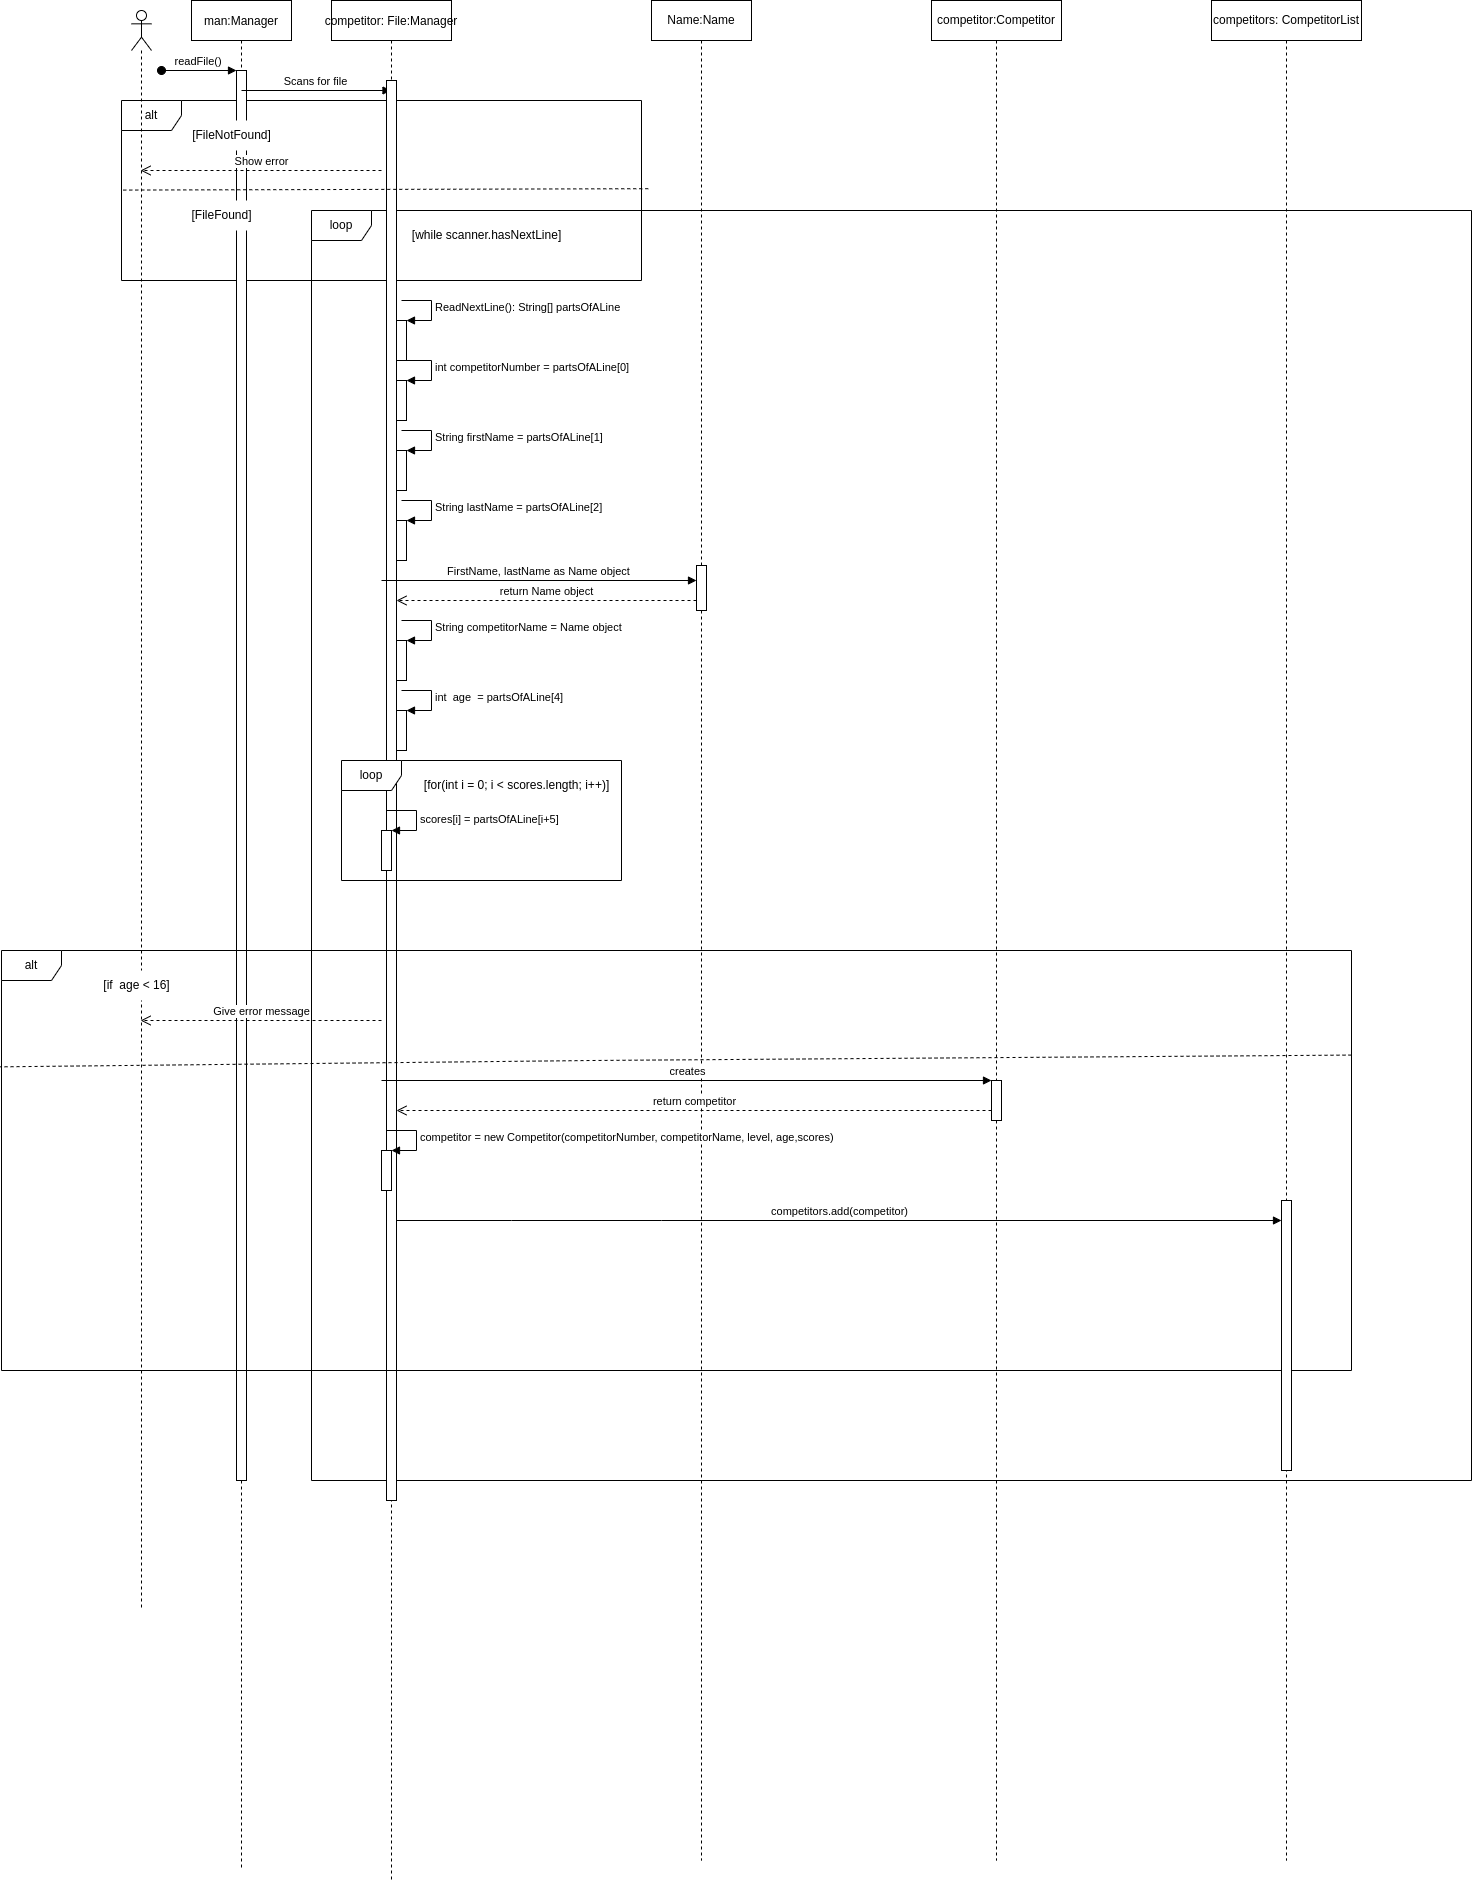 man:Manager
competitor: File:Manager
Name:Name
competitor:Competitor
competitors: CompetitorList
readFile()
Scans for file
alt
[FileNotFound]
Show error
[FileFound]
loop
[while scanner.hasNextLine]
ReadNextLine(): String[] partsOfALine
int competitorNumber = partsOfALine[0]
String firstName = partsOfALine[1]
String lastName = partsOfALine[2]
FirstName, lastName as Name object
return Name object
String competitorName = Name object
int  age  = partsOfALine[4]
loop
[for(int i = 0; i < scores.length; i++)]
scores[i] = partsOfALine[i+5]
alt
[if  age < 16]
Give error message
creates
return competitor
competitor = new Competitor(competitorNumber, competitorName, level, age,scores)
competitors.add(competitor)